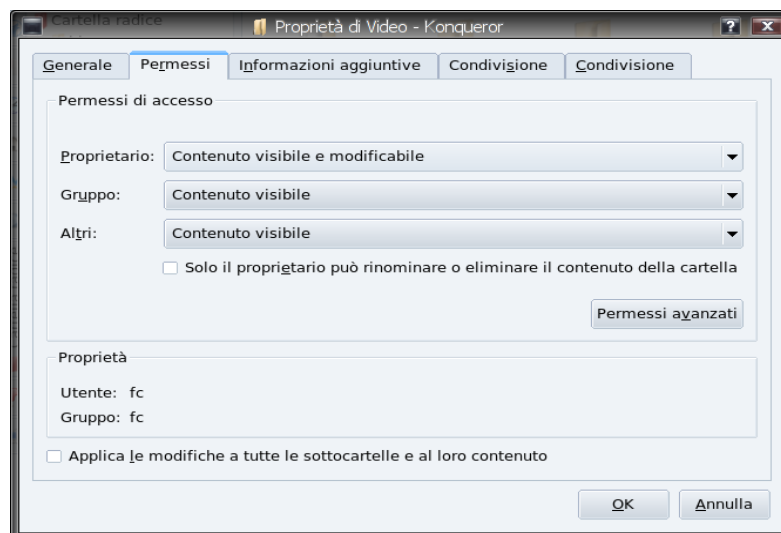 Cartella radice
Proprietà di Video - Konqueror
Generale
Permessi
Informazioni aggiuntive
Condivisione
Condivisione
Permessi di accesso
Proprietario: Contenuto visibile e modificabile
Gruppo: Contenuto visibile
Altri: Contenuto visibile
Solo il proprietario può rinominare o eliminare il contenuto della cartella
Permessi avanzati
Proprietà
Utente: fc
Gruppo: fc
Applica le modifiche a tutte le sottocartelle e al loro contenuto
OK
Annulla